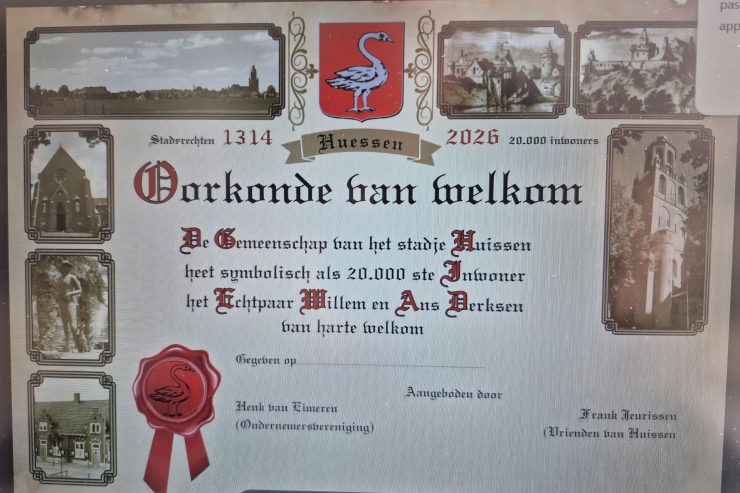 pas
app
Stadsrechten 1314
Huessen
2026 20.000 inwoners
Oorkonde van welkom
De Gemeenschap van het stadje Huissen
heet symbolisch als 20.000 ste Inwoner
het Echtpaar Willem en Ans Derksen
van harte welkom
Gegeven op
Aangeboden door
Henk van Eimeren
(Ondernemersvereniging)
Frank Jeurissen
(Vrienden van Huissen